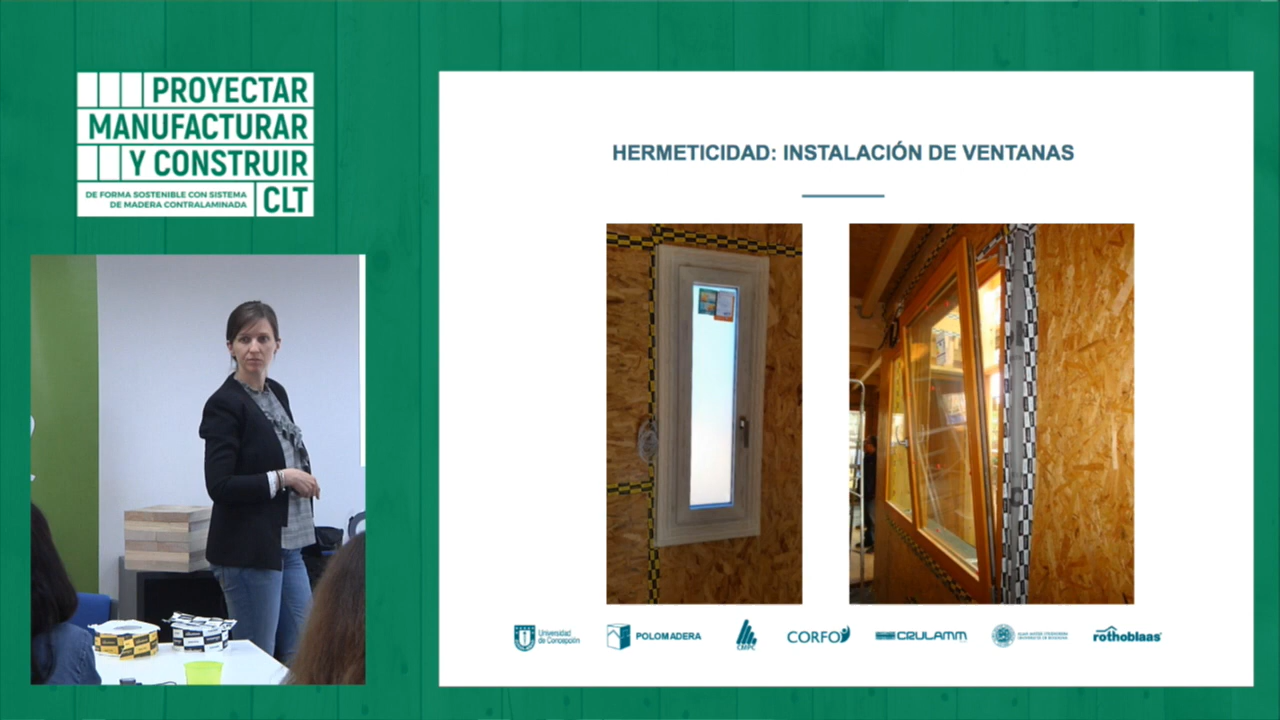 PROYECTAR
MANUFACTURAR
Y CONSTRUIR
DE FORMA SOSTENIBLE CON SISTEMA
DE MADERA CONTRALAMINADA
CLT
HERMETICIDAD: INSTALACIÓN DE VENTANAS
Universidad
de Concepción
POLOMADERA
CMPC
CORFO
CRULAMM
rothoblaas